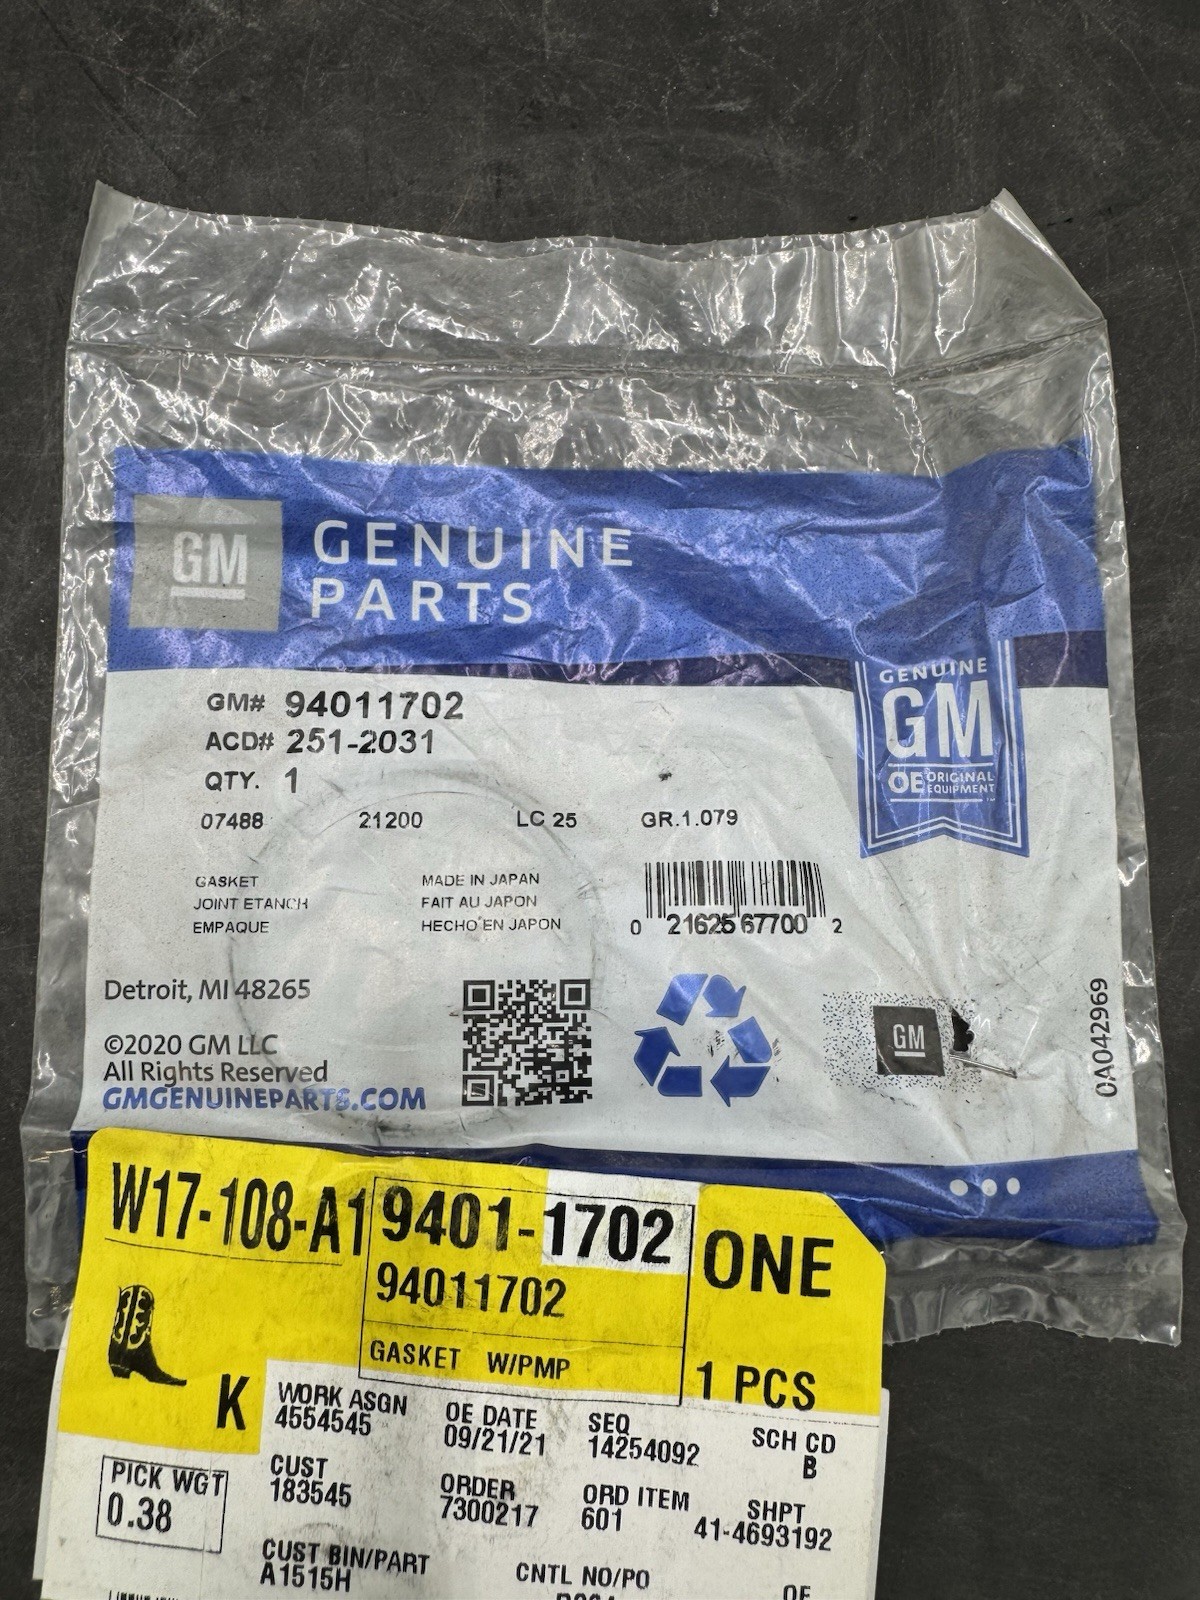 GM
GENUINE
PARTS
GENUINE
GM
OE ORIGINAL
EQUIPMENT
GM# 94011702
ACD# 251-2031
QTY. 1
07488 21200 LC 25 GR.1.079
GASKET MADE IN JAPAN
JOINT ETANCH FAIT AU JAPON
EMPAQUE HECHO EN JAPON
0 21625 67700 2
Detroit, MI 48265
©2020 GM LLC
All Rights Reserved
GMGENUINEPARTS.COM
GM
0A042969
W17-108-A1 9401-1702 ONE
94011702
GASKET W/PMP 1 PCS
K
WORK ASGN OE DATE SEQ SCH CD
4554545 09/21/21 14254092 B
PICK WGT CUST ORDER ORD ITEM SHPT
0.38 183545 7300217 601 41-4693192
CUST BIN/PART CNTL NO/PO
A1515H